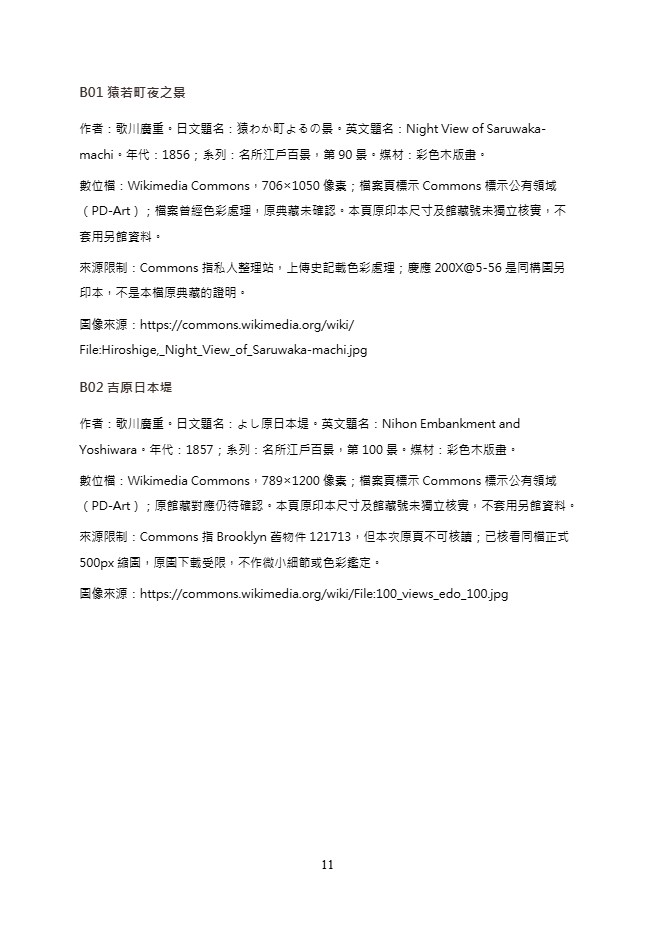 B01 猿若町夜之景
作者：歌川廣重。日文題名：猿わか町よるの景。英文題名：Night View of Saruwaka-
machi。年代：1856；系列：名所江戶百景，第 90 景。媒材：彩色木版畫。
數位檔：Wikimedia Commons，706×1050 像素；檔案頁標示 Commons 標示公有領域
（PD-Art）；檔案曾經色彩處理，原典藏未確認。本頁原印本尺寸及館藏號未獨立核實，不
套用另館資料。
來源限制：Commons 指私人整理站，上傳史記載色彩處理；慶應 200X@5-56 是同構圖另
印本，不是本檔原典藏的證明。
圖像來源：https://commons.wikimedia.org/wiki/
File:Hiroshige,_Night_View_of_Saruwaka-machi.jpg
B02 吉原日本堤
作者：歌川廣重。日文題名：よし原日本堤。英文題名：Nihon Embankment and
Yoshiwara。年代：1857；系列：名所江戶百景，第 100 景。媒材：彩色木版畫。
數位檔：Wikimedia Commons，789×1200 像素；檔案頁標示 Commons 標示公有領域
（PD-Art）；原館藏對應仍待確認。本頁原印本尺寸及館藏號未獨立核實，不套用另館資料。
來源限制：Commons 指 Brooklyn 舊物件 121713，但本次原頁不可核讀；已核看同檔正式
500px 縮圖，原圖下載受限，不作微小細節或色彩鑑定。
圖像來源：https://commons.wikimedia.org/wiki/File:100_views_edo_100.jpg
11